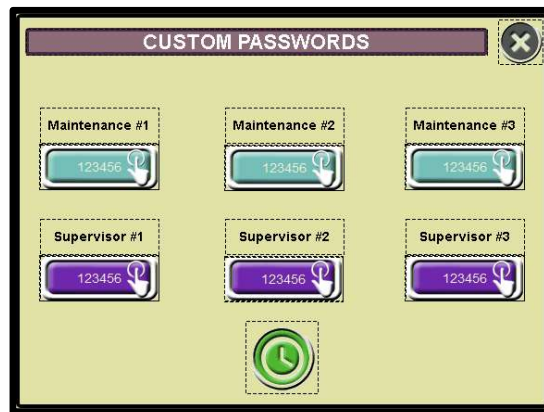 CUSTOM PASSWORDS
Maintenance #1 Maintenance #2 Maintenance #3
123456 123456 123456
Supervisor #1 Supervisor #2 Supervisor #3
123456 123456 123456